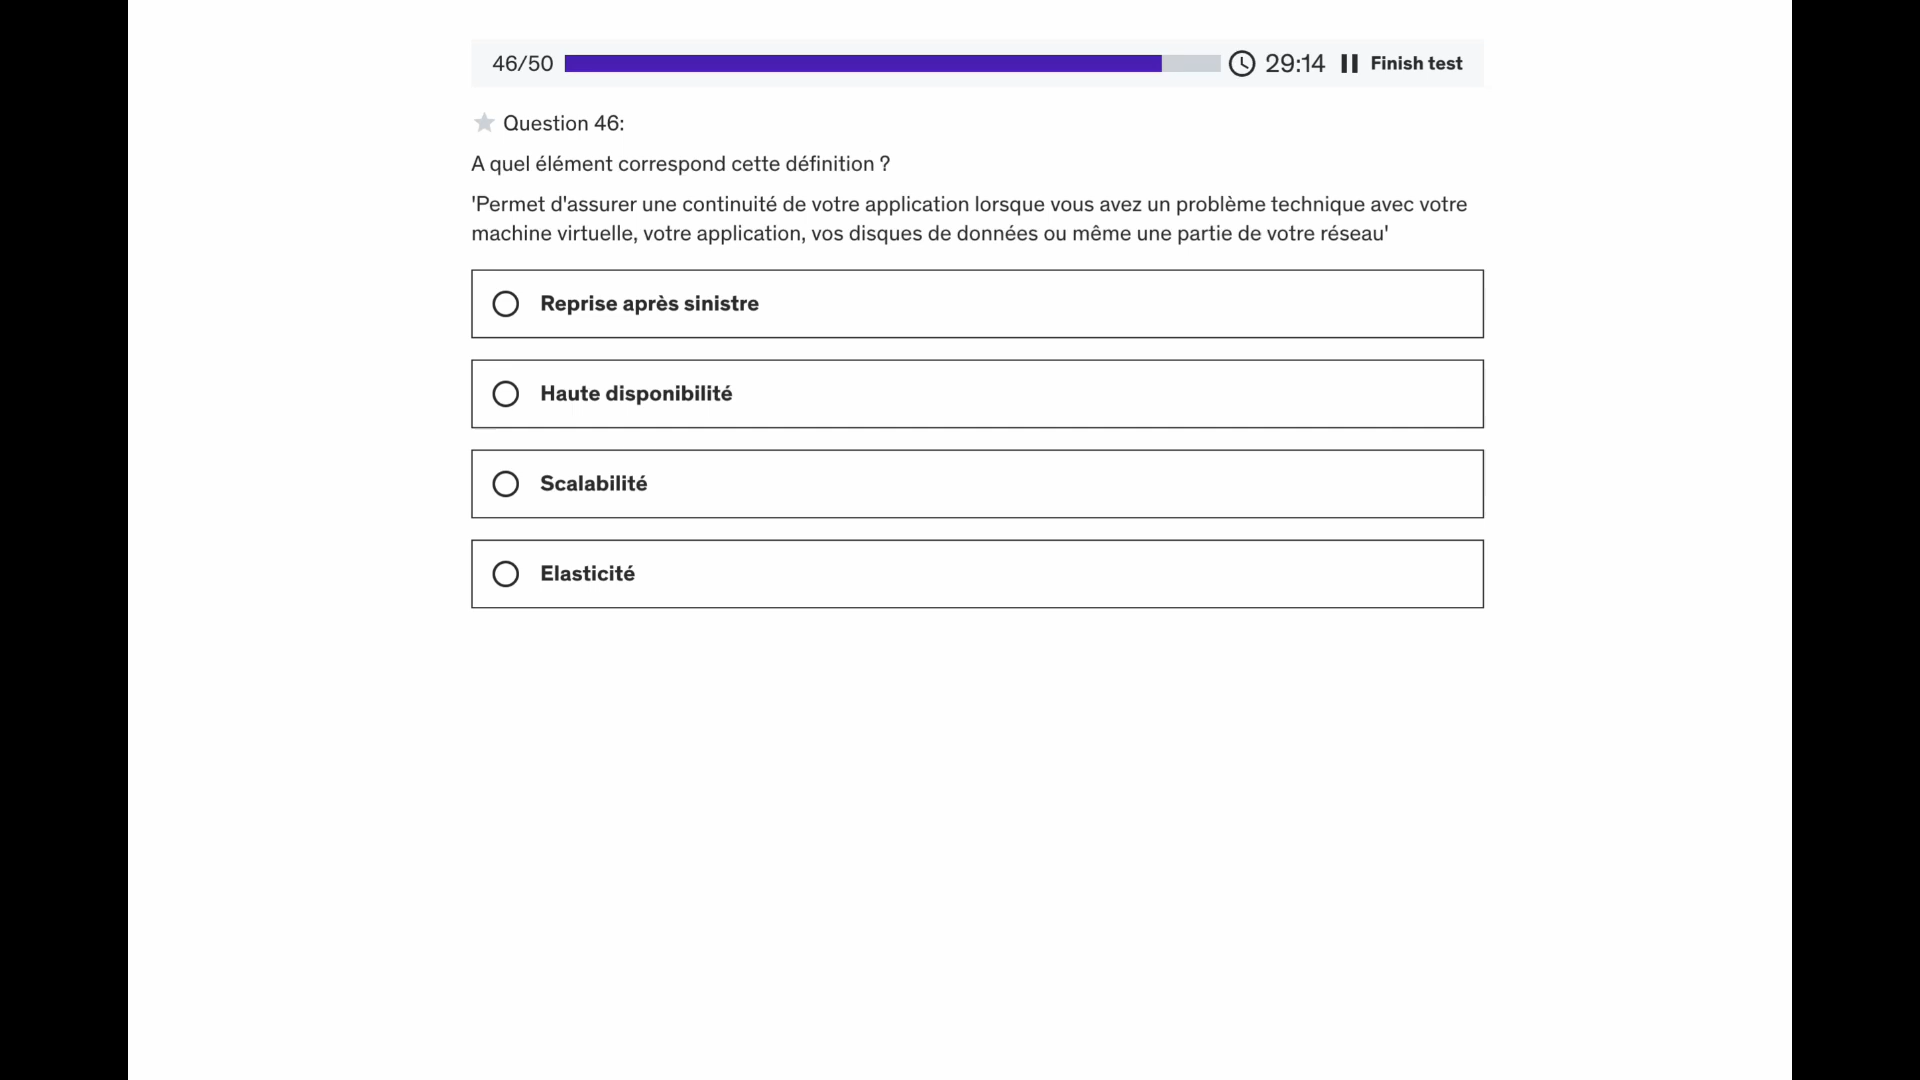 46/50 29:14 Finish test
Question 46:
A quel élément correspond cette définition ?
'Permet d'assurer une continuité de votre application lorsque vous avez un problème technique avec votre
machine virtuelle, votre application, vos disques de données ou même une partie de votre réseau'
Reprise après sinistre
Haute disponibilité
Scalabilité
Elasticité